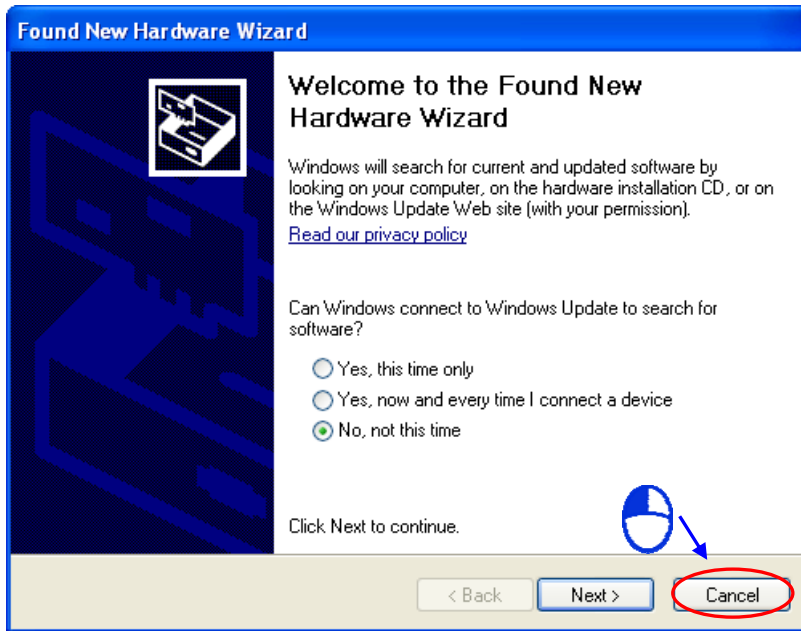 Found New Hardware Wizard
Welcome to the Found New
Hardware Wizard
Windows will search for current and updated software by
looking on your computer, on the hardware installation CD, or on
the Windows Update Web site (with your permission).
Read our privacy policy
Can Windows connect to Windows Update to search for
software?
Yes, this time only
Yes, now and every time I connect a device
No, not this time
Click Next to continue.
< Back Next > Cancel